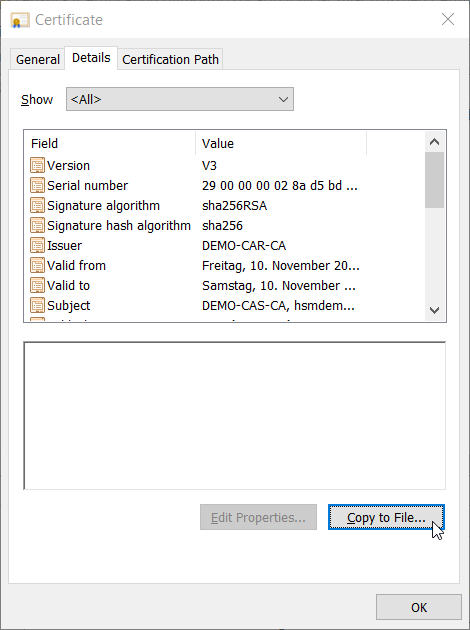 Certificate
General Details Certification Path
Show <All>
Field Value
Version V3
Serial number 29 00 00 00 02 8a d5 bd ...
Signature algorithm sha256RSA
Signature hash algorithm sha256
Issuer DEMO-CAR-CA
Valid from Freitag, 10. November 20...
Valid to Samstag, 10. November ...
Subject DEMO-CAS-CA, hsmdem...
Edit Properties... Copy to File...
OK